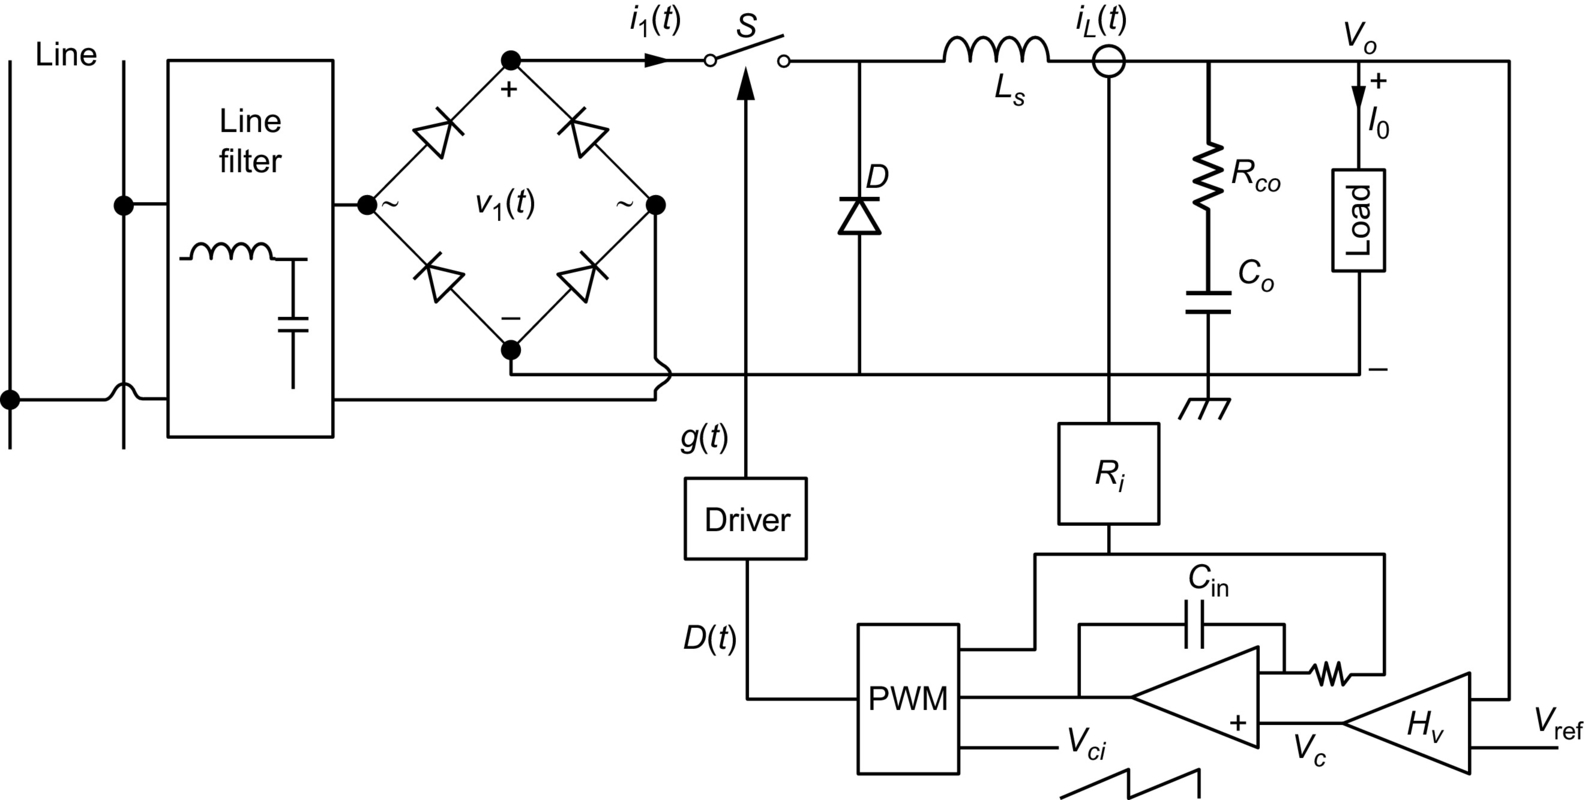 Line
Line
filter
i1(t)
S
iL(t)
Vo
+
+
Ls
I0
~
v1(t)
~
D
Rco
Load
Co
−
−
g(t)
Ri
Driver
Cin
D(t)
PWM
+
Hv
Vref
Vci
Vc